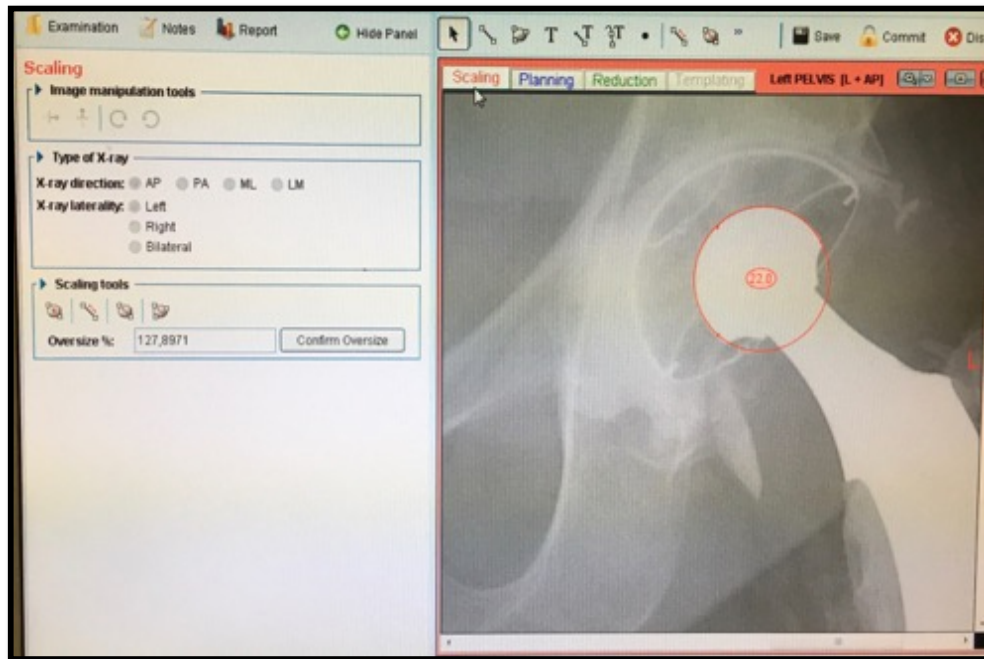 Examination Notes Report Hide Panel
Scaling
Image manipulation tools
Type of X-ray
X-ray direction: AP PA ML LM
X-ray laterality: Left
Right
Bilateral
Scaling tools
Oversize %: 127,8971 Confirm Oversize
T T T Save Commit Dis
Scaling Planning Reduction Templating Left PELVIS [L + AP]
22.0
L